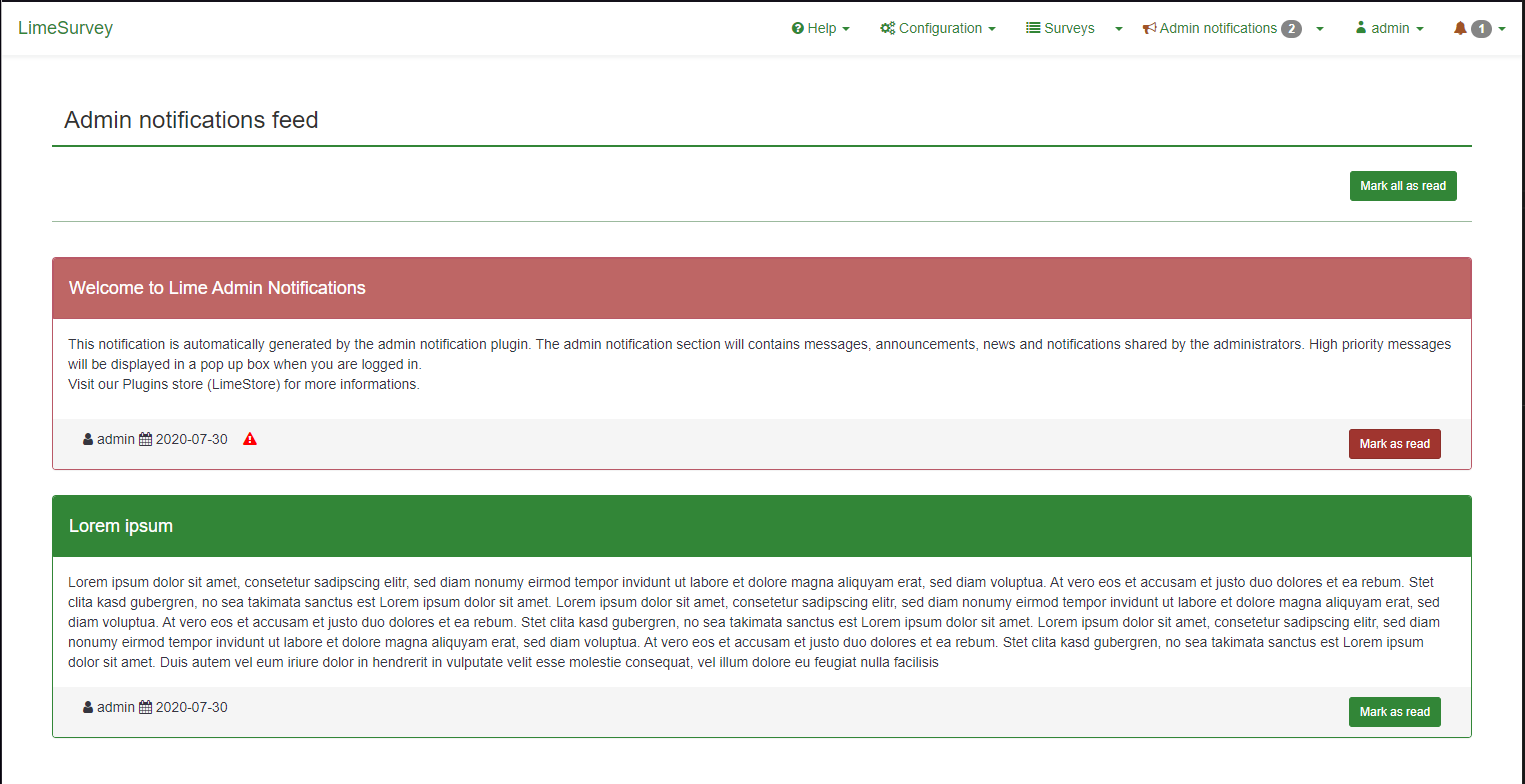 LimeSurvey Help Configuration Surveys Admin notifications 2 admin 1
Admin notifications feed
Mark all as read
Welcome to Lime Admin Notifications
This notification is automatically generated by the admin notification plugin. The admin notification section will contains messages, announcements, news and notifications shared by the administrators. High priority messages
will be displayed in a pop up box when you are logged in.
Visit our Plugins store (LimeStore) for more informations.
admin 2020-07-30 Mark as read
Lorem ipsum
Lorem ipsum dolor sit amet, consetetur sadipscing elitr, sed diam nonumy eirmod tempor invidunt ut labore et dolore magna aliquyam erat, sed diam voluptua. At vero eos et accusam et justo duo dolores et ea rebum. Stet
clita kasd gubergren, no sea takimata sanctus est Lorem ipsum dolor sit amet. Lorem ipsum dolor sit amet, consetetur sadipscing elitr, sed diam nonumy eirmod tempor invidunt ut labore et dolore magna aliquyam erat, sed
diam voluptua. At vero eos et accusam et justo duo dolores et ea rebum. Stet clita kasd gubergren, no sea takimata sanctus est Lorem ipsum dolor sit amet. Lorem ipsum dolor sit amet, consetetur sadipscing elitr, sed diam
nonumy eirmod tempor invidunt ut labore et dolore magna aliquyam erat, sed diam voluptua. At vero eos et accusam et justo duo dolores et ea rebum. Stet clita kasd gubergren, no sea takimata sanctus est Lorem ipsum
dolor sit amet. Duis autem vel eum iriure dolor in hendrerit in vulputate velit esse molestie consequat, vel illum dolore eu feugiat nulla facilisis
admin 2020-07-30 Mark as read